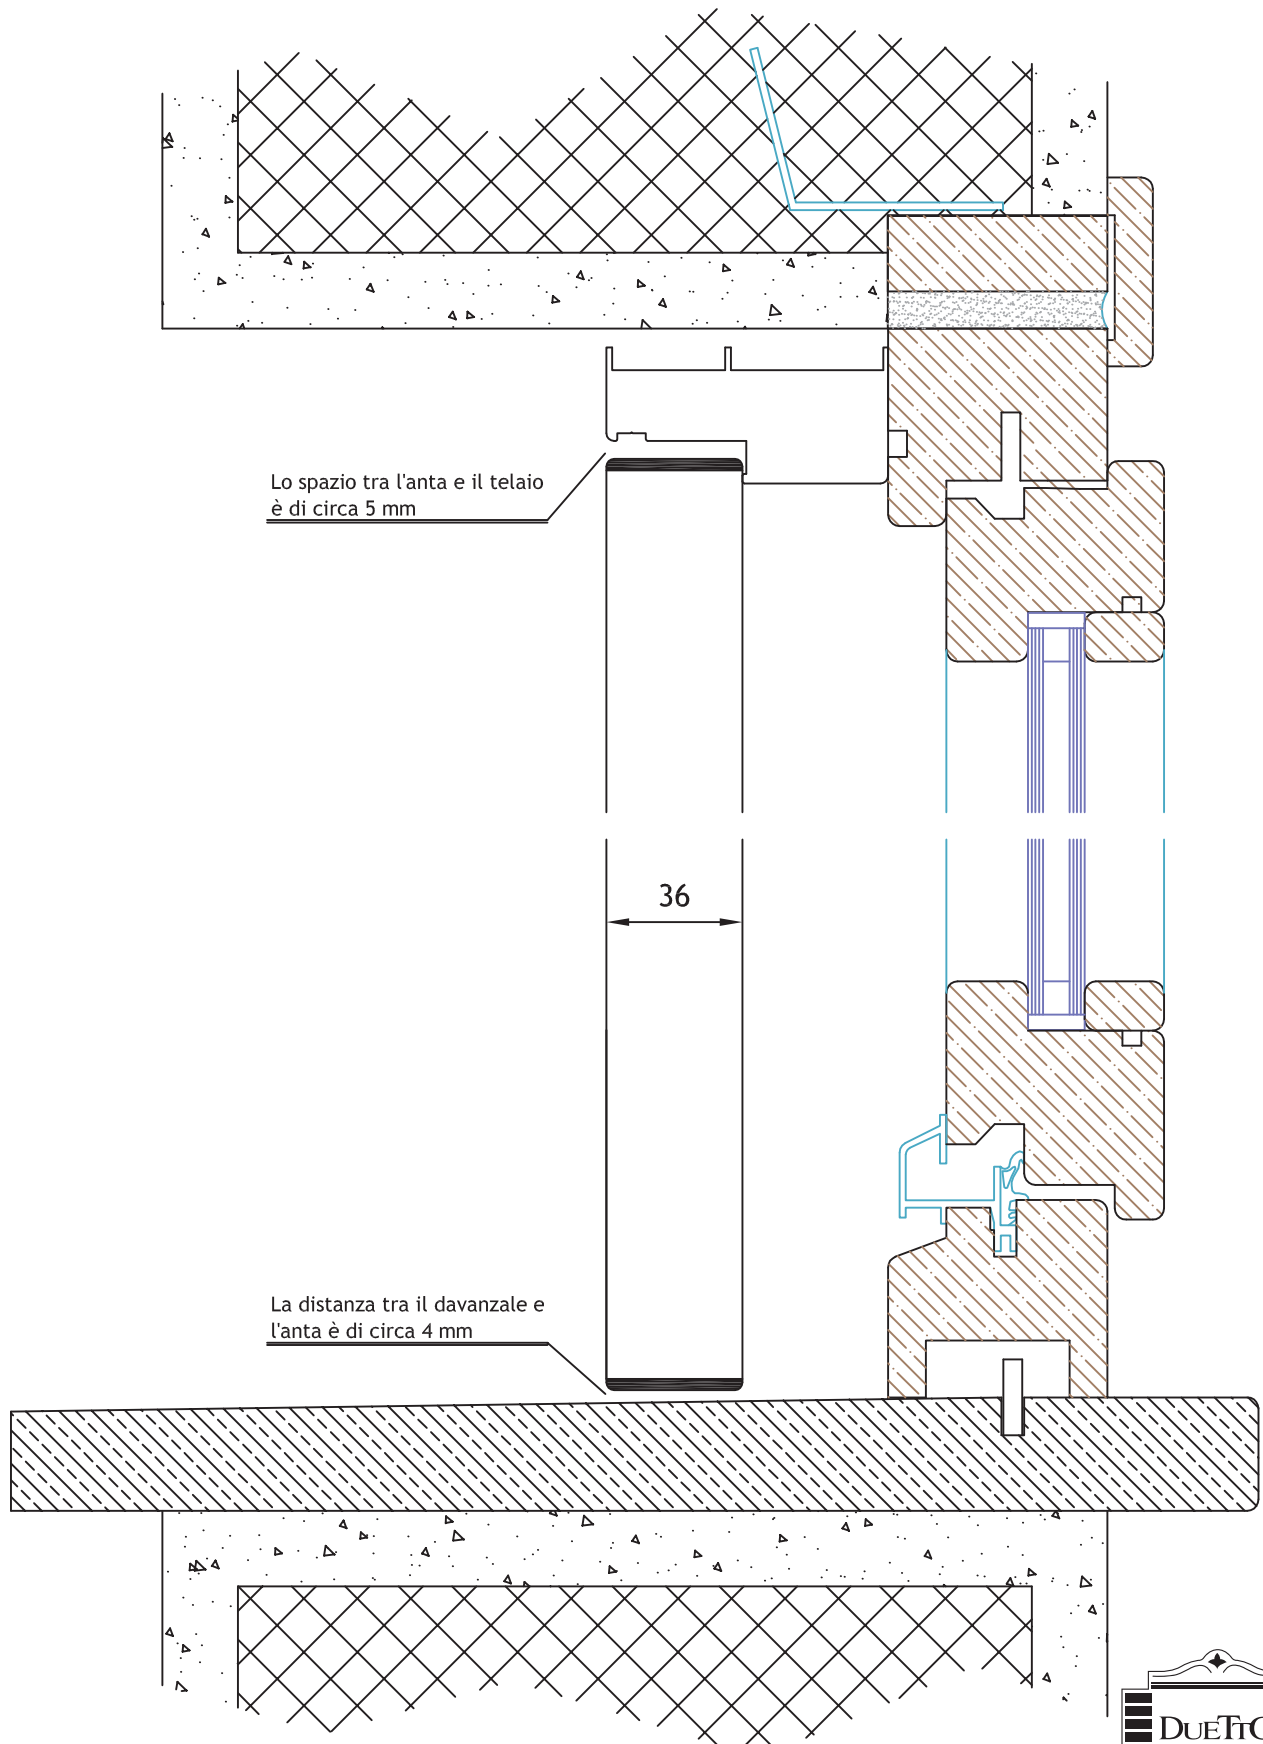 Lo spazio tra l'anta e il telaio
è di circa 5 mm
36
La distanza tra il davanzale e
l'anta è di circa 4 mm
DUETTO